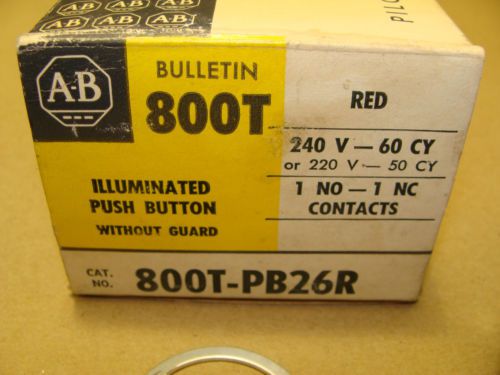 A-B A-B A-B
A-B
BULLETIN
800T
ILLUMINATED
PUSH BUTTON
WITHOUT GUARD
RED
240 V — 60 CY
or 220 V — 50 CY
1 NO — 1 NC
CONTACTS
CAT. NO.
800T-PB26R